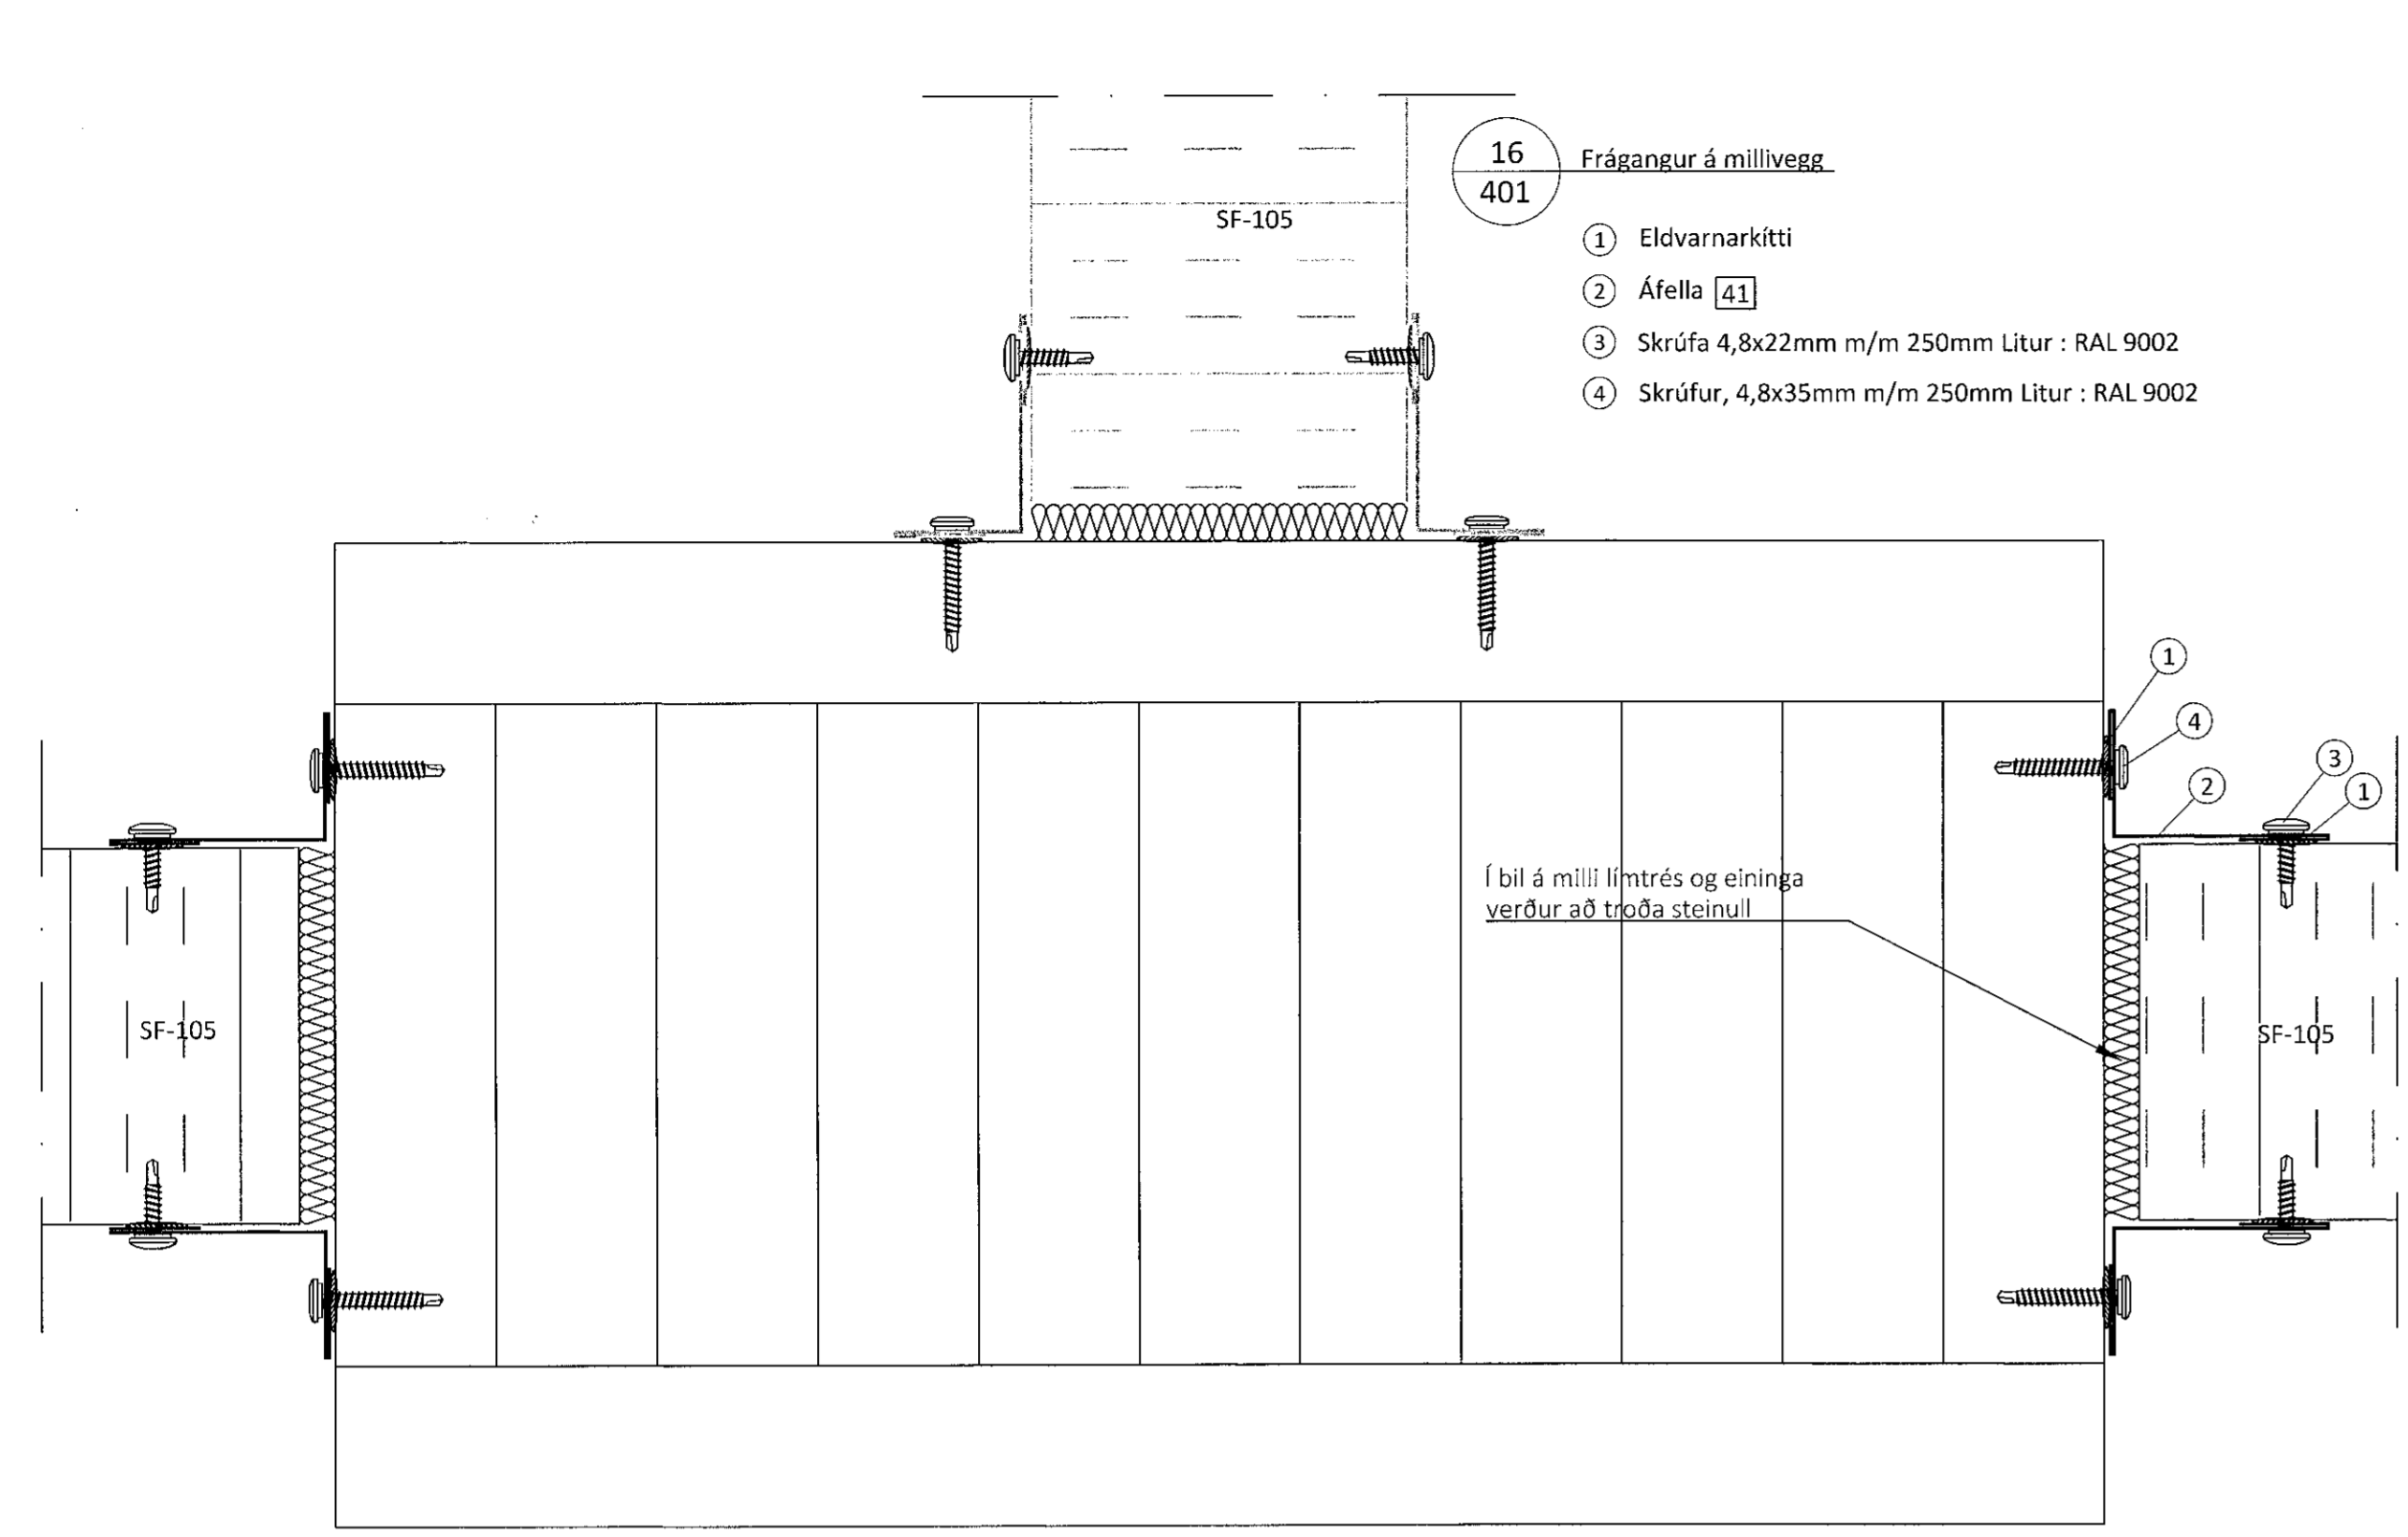 SF-105
16
401
Frágangur á millivegg
1 Eldvarnarkítti
2 Áfella 41
3 Skrúfa 4,8x22mm m/m 250mm Litur : RAL 9002
4 Skrúfur, 4,8x35mm m/m 250mm Litur : RAL 9002
1
4
3
2
1
Í bil á milli límtrés og eininga
verður að troða steinull
SF-105
SF-105